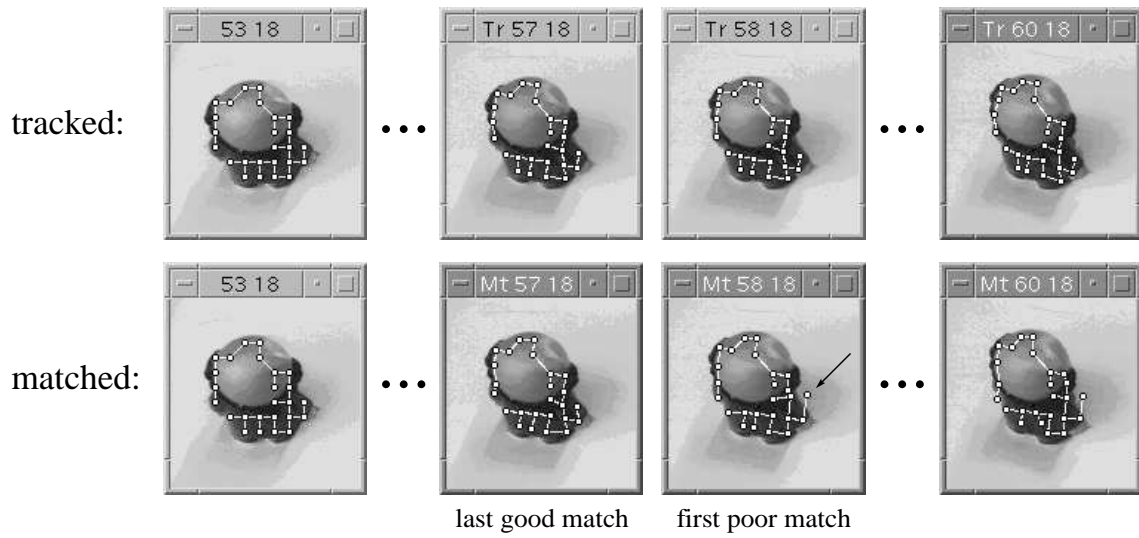 53 18
Tr 57 18
Tr 58 18
Tr 60 18
tracked:
...
...
53 18
Mt 57 18
Mt 58 18
Mt 60 18
matched:
...
...
last good match
first poor match